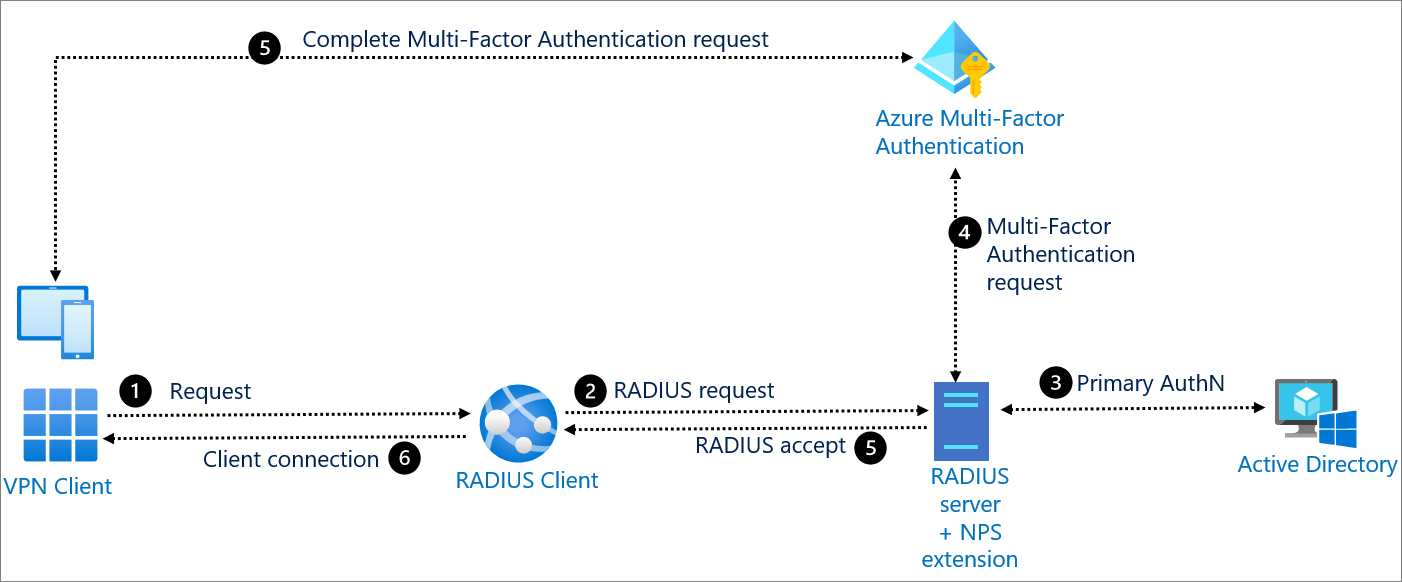 5 Complete Multi-Factor Authentication request
Azure Multi-Factor
Authentication
4 Multi-Factor
Authentication
request
1 Request
2 RADIUS request
3 Primary AuthN
RADIUS accept 5
Client connection 6
VPN Client
RADIUS Client
RADIUS
server
+ NPS
extension
Active Directory